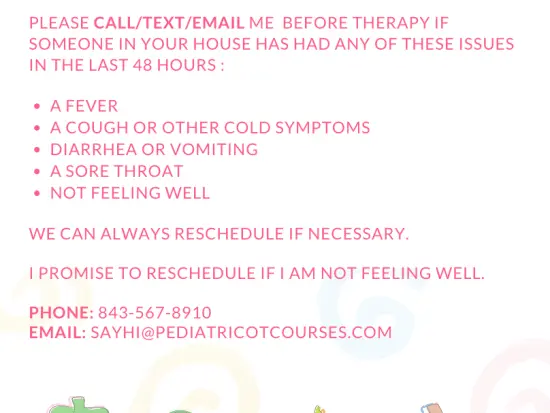 PLEASE CALL/TEXT/EMAIL ME BEFORE THERAPY IF
SOMEONE IN YOUR HOUSE HAS HAD ANY OF THESE ISSUES
IN THE LAST 48 HOURS :
• A FEVER
• A COUGH OR OTHER COLD SYMPTOMS
• DIARRHEA OR VOMITING
• A SORE THROAT
• NOT FEELING WELL
WE CAN ALWAYS RESCHEDULE IF NECESSARY.
I PROMISE TO RESCHEDULE IF I AM NOT FEELING WELL.
PHONE: 843-567-8910
EMAIL: SAYHI@PEDIATRICOTCOURSES.COM